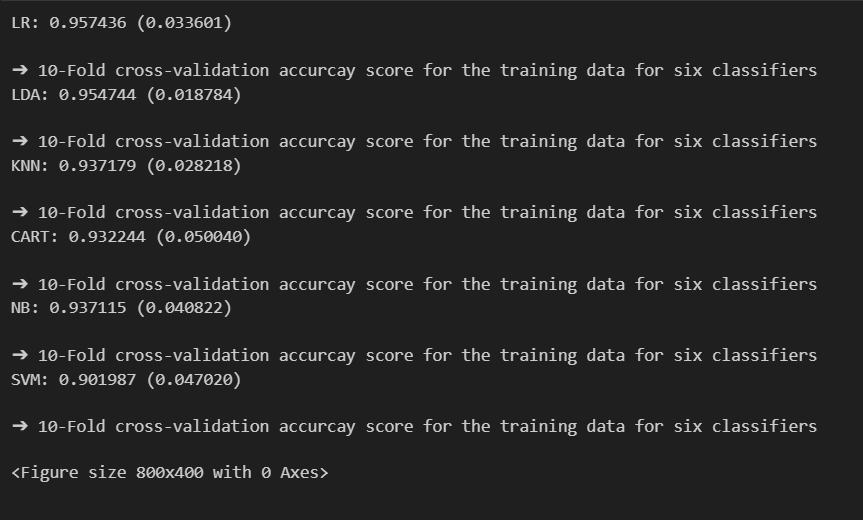 LR: 0.957436 (0.033601)
➔ 10-Fold cross-validation accurcay score for the training data for six classifiers
LDA: 0.954744 (0.018784)
➔ 10-Fold cross-validation accurcay score for the training data for six classifiers
KNN: 0.937179 (0.028218)
➔ 10-Fold cross-validation accurcay score for the training data for six classifiers
CART: 0.932244 (0.050040)
➔ 10-Fold cross-validation accurcay score for the training data for six classifiers
NB: 0.937115 (0.040822)
➔ 10-Fold cross-validation accurcay score for the training data for six classifiers
SVM: 0.901987 (0.047020)
➔ 10-Fold cross-validation accurcay score for the training data for six classifiers
<Figure size 800x400 with 0 Axes>